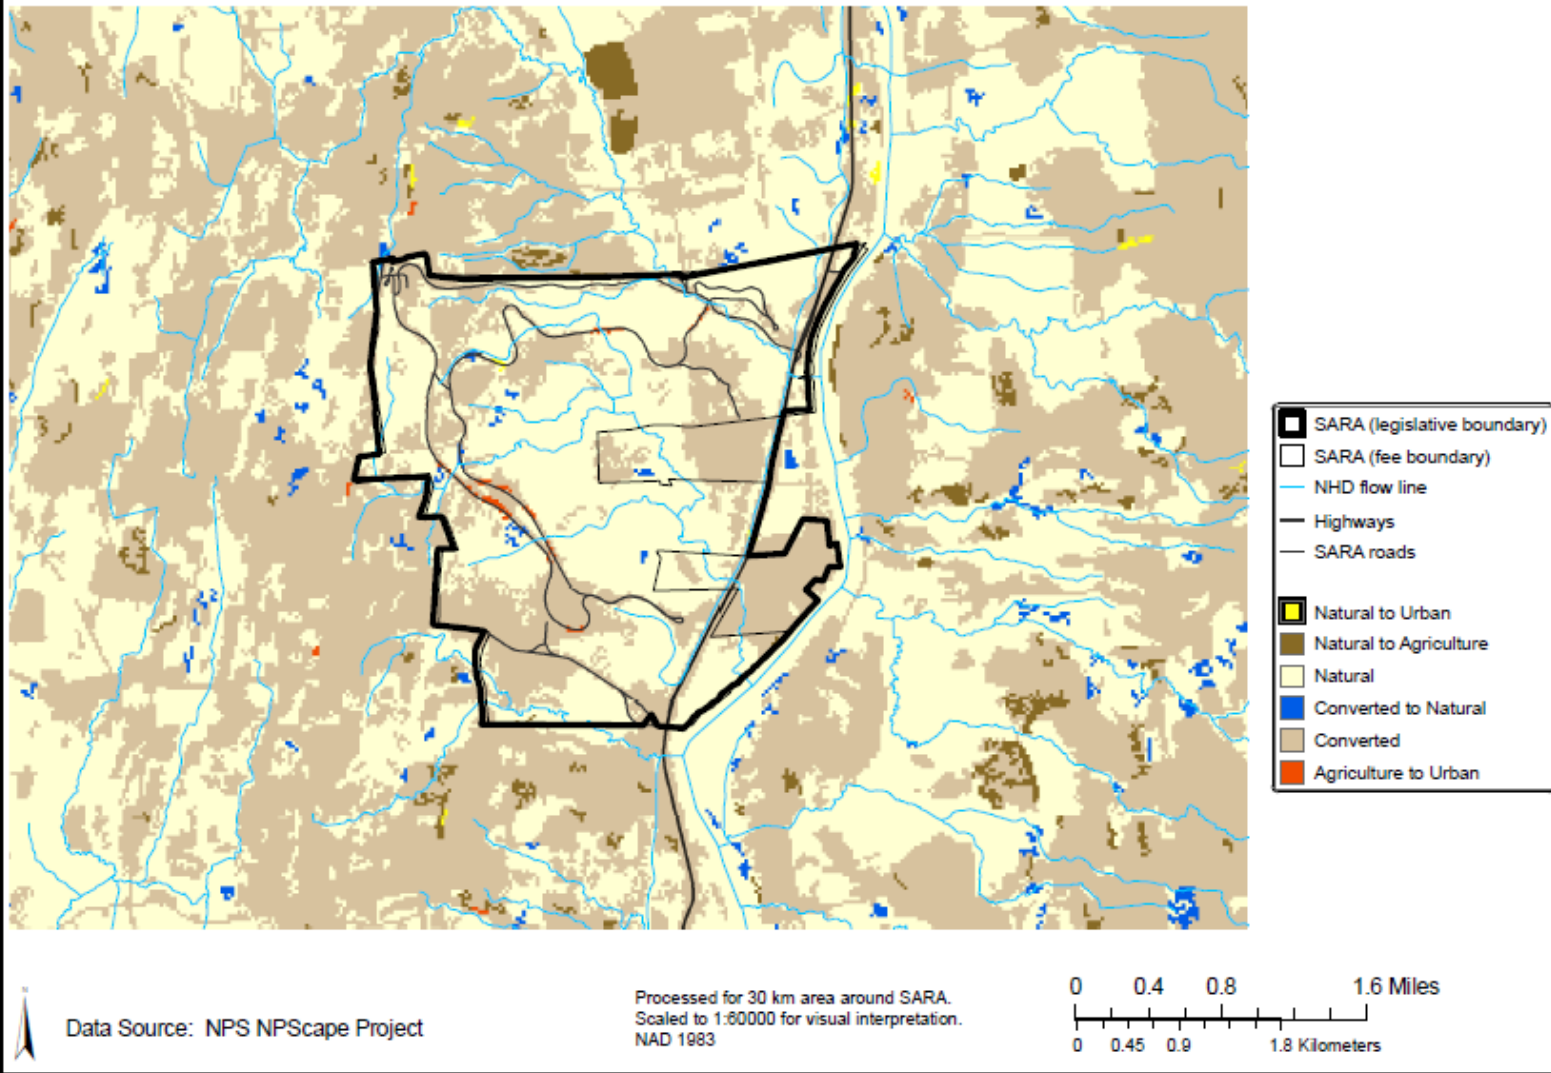 SARA (legislative boundary)
SARA (fee boundary)
NHD flow line
Highways
SARA roads
Natural to Urban
Natural to Agriculture
Natural
Converted to Natural
Converted
Agriculture to Urban
N
Data Source: NPS NPScape Project
Processed for 30 km area around SARA.
Scaled to 1:60000 for visual interpretation.
NAD 1983
0 0.4 0.8 1.6 Miles
0 0.45 0.9 1.8 Kilometers